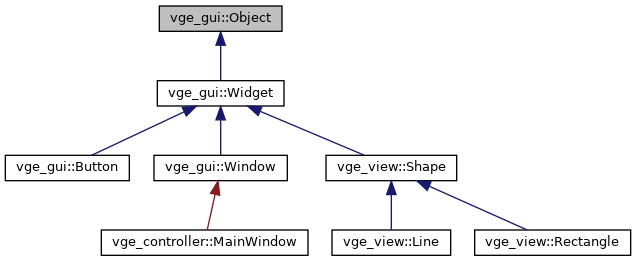 vge_gui::Object
vge_gui::Widget
vge_gui::Button
vge_gui::Window
vge_view::Shape
vge_controller::MainWindow
vge_view::Line
vge_view::Rectangle